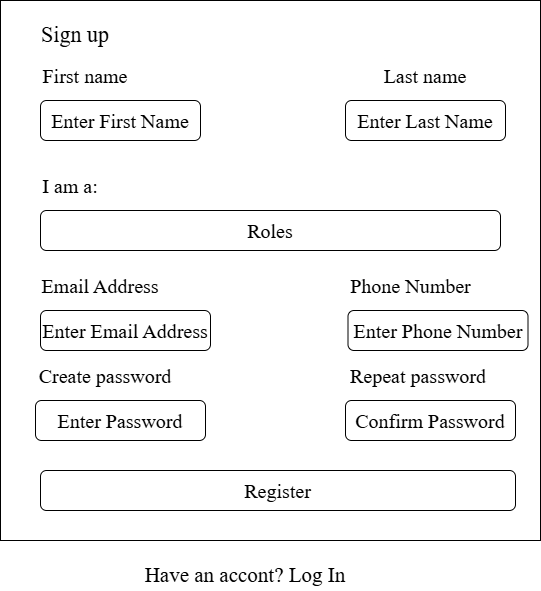 Sign up
First name Last name
Enter First Name Enter Last Name
I am a:
Roles
Email Address Phone Number
Enter Email Address Enter Phone Number
Create password Repeat password
Enter Password Confirm Password
Register
Have an accont? Log In